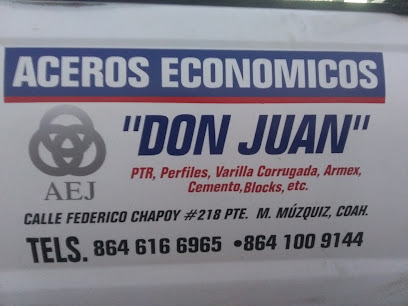 ACEROS ECONOMICOS
"DON JUAN"
AEJ
PTR, Perfiles, Varilla Corrugada, Armex,
Cemento, Blocks, etc.
CALLE FEDERICO CHAPOY #218 PTE. M. MÚZQUIZ, COAH.
TELS. 864 616 6965 •864 100 9144